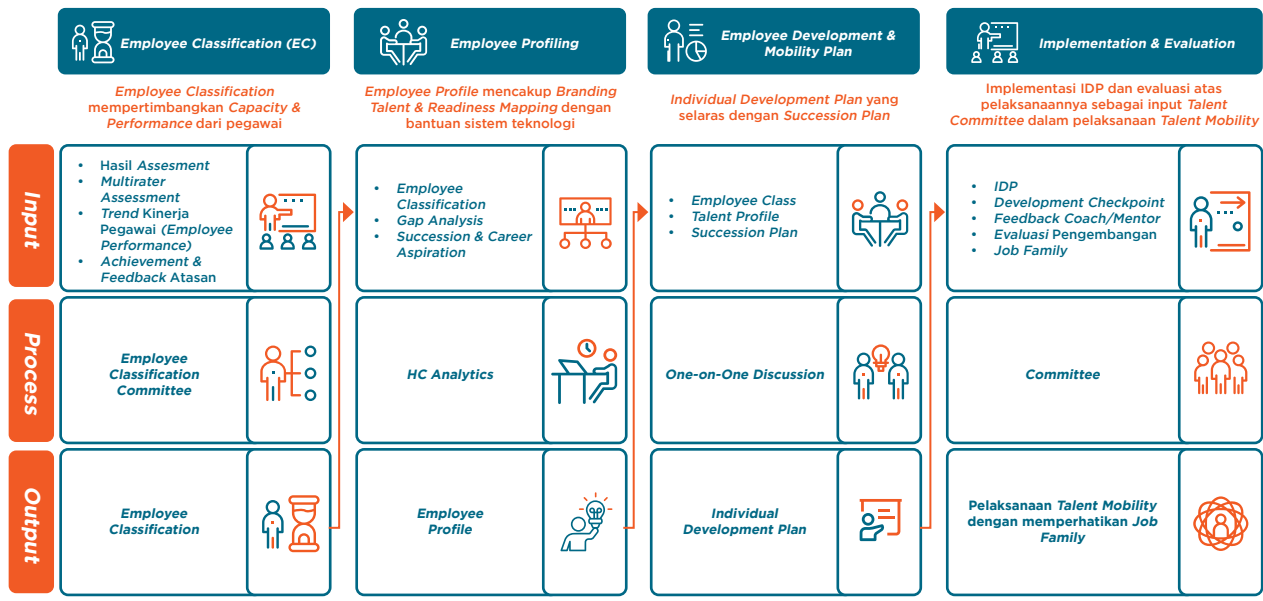 Employee Classification (EC)
Employee Profiling
Employee Development &
Mobility Plan
Implementation & Evaluation
Employee Classification
mempertimbangkan Capacity &
Performance dari pegawai
Employee Profile mencakup Branding
Talent & Readiness Mapping dengan
bantuan sistem teknologi
Individual Development Plan yang
selaras dengan Succession Plan
Implementasi IDP dan evaluasi atas
pelaksanaannya sebagai input Talent
Committee dalam pelaksanaan Talent Mobility
Input
• Hasil Assesment
• Multirater
Assessment
• Trend Kinerja
Pegawai (Employee
Performance)
• Achievement &
Feedback Atasan
• Employee
Classification
• Gap Analysis
• Succession & Career
Aspiration
• Employee Class
• Talent Profile
• Succession Plan
• IDP
• Development Checkpoint
• Feedback Coach/Mentor
• Evaluasi Pengembangan
• Job Family
Process
Employee
Classification
Committee
HC Analytics
One-on-One Discussion
Committee
Output
Employee
Classification
Employee
Profile
Individual
Development Plan
Pelaksanaan Talent Mobility
dengan memperhatikan Job
Family